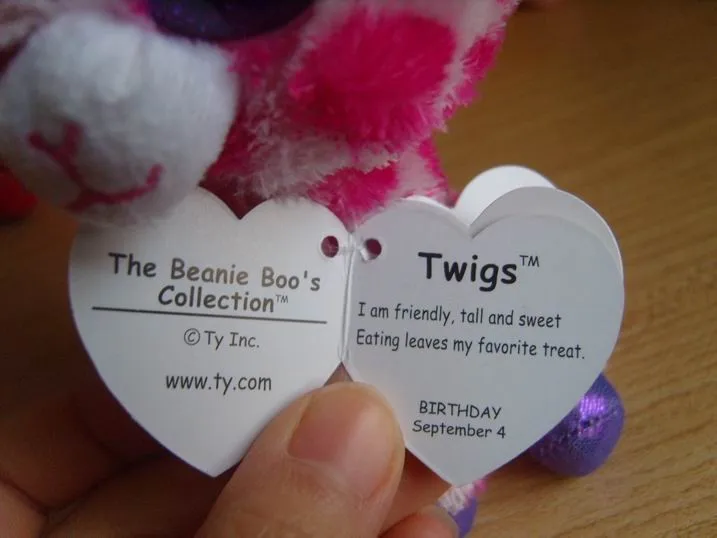 The Beanie Boo's
Collection™
© Ty Inc.
www.ty.com
Twigs™
I am friendly, tall and sweet
Eating leaves my favorite treat.
BIRTHDAY
September 4